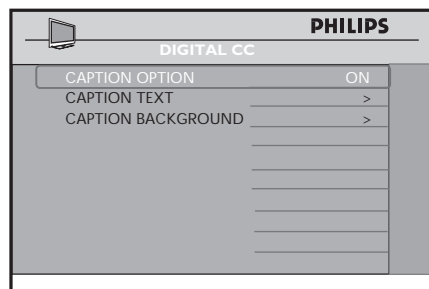 PHILIPS
DIGITAL CC
CAPTION OPTION ON
CAPTION TEXT >
CAPTION BACKGROUND >